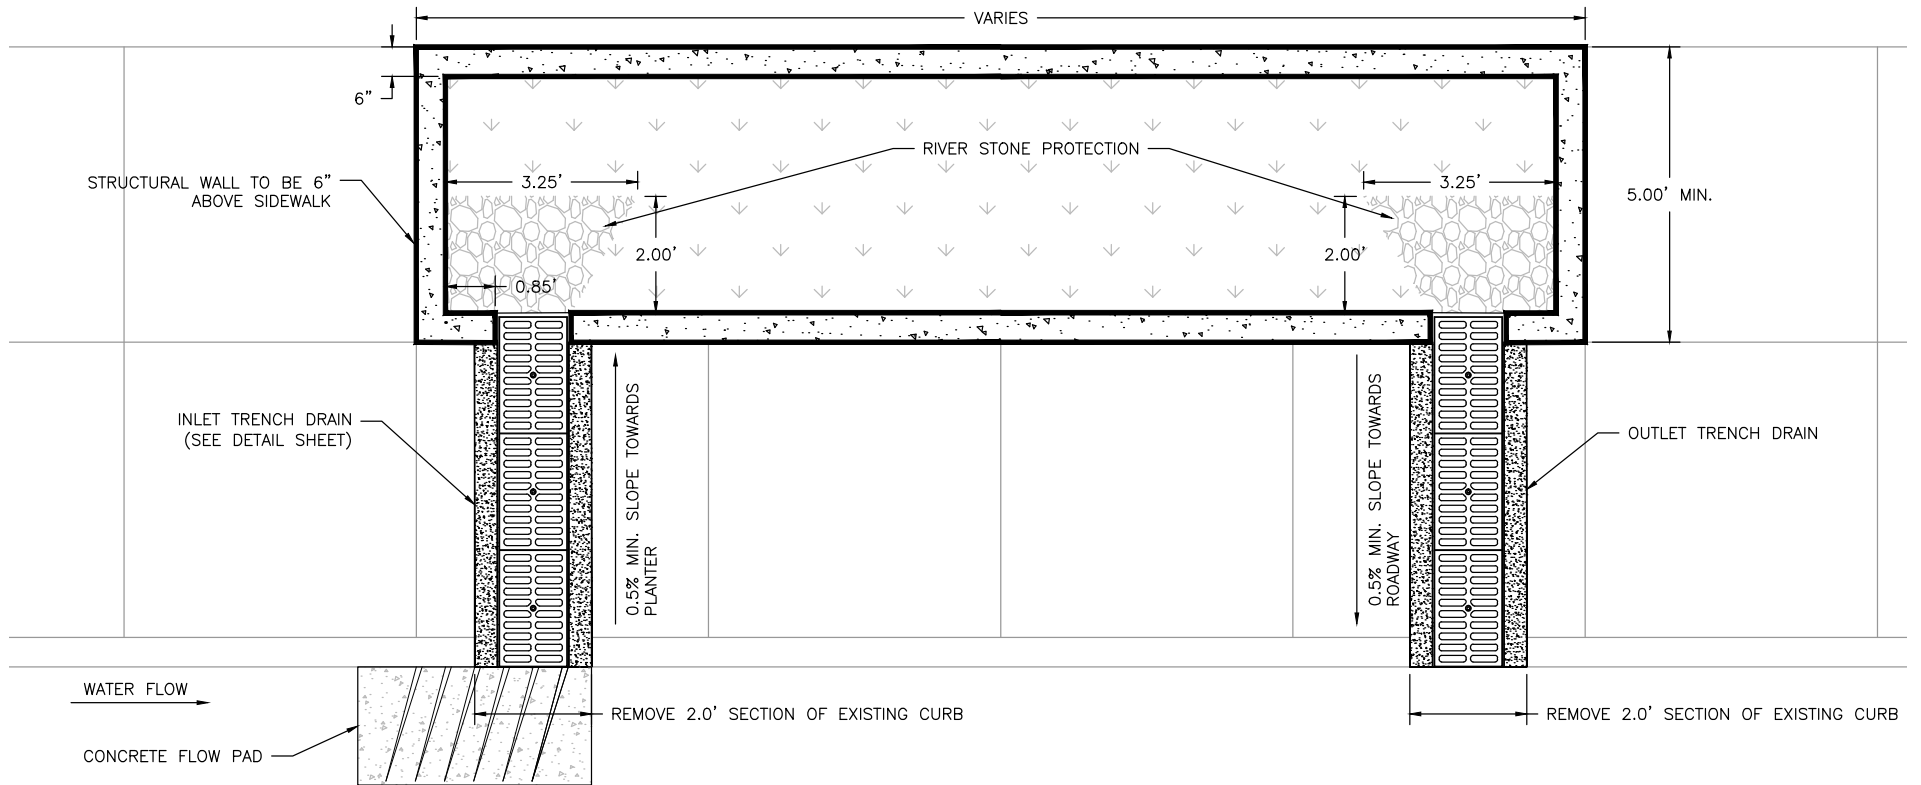 VARIES
6”
STRUCTURAL WALL TO BE 6”
ABOVE SIDEWALK
RIVER STONE PROTECTION
3.25’
3.25’
5.00’ MIN.
2.00’
2.00’
0.85’
INLET TRENCH DRAIN
(SEE DETAIL SHEET)
0.5% MIN. SLOPE TOWARDS
PLANTER
0.5% MIN. SLOPE TOWARDS
ROADWAY
OUTLET TRENCH DRAIN
WATER FLOW
REMOVE 2.0’ SECTION OF EXISTING CURB
REMOVE 2.0’ SECTION OF EXISTING CURB
CONCRETE FLOW PAD